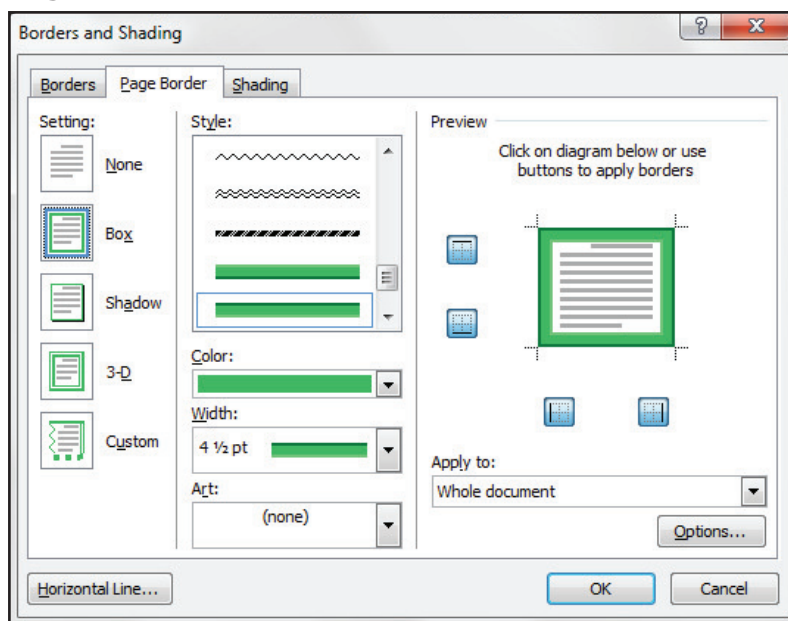 Borders and Shading
Borders
Page Border
Shading
Setting:
None
Box
Shadow
3-D
Custom
Style:
Color:
Width:
4 ½ pt
Art:
(none)
Preview
Click on diagram below or use
buttons to apply borders
Apply to:
Whole document
Options...
Horizontal Line...
OK
Cancel